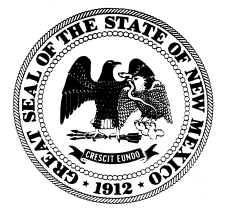 GREAT SEAL OF THE STATE OF NEW MEXICO
CRESCIT EUNDO
1912